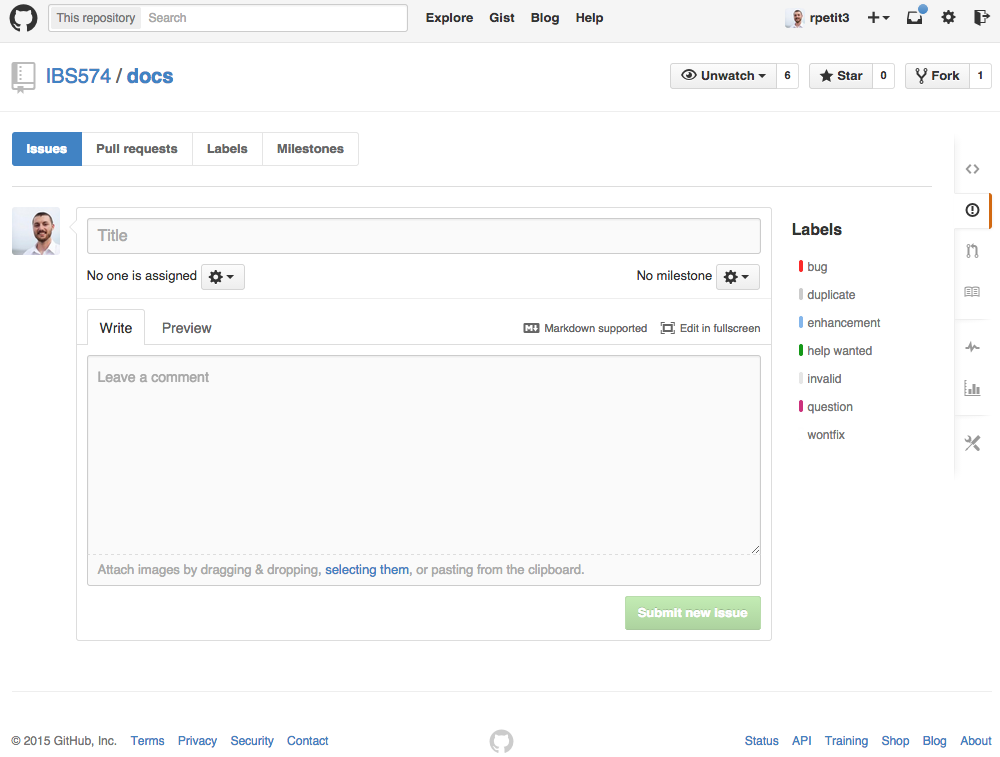 This repository Search Explore Gist Blog Help rpetit3
IBS574 / docs Unwatch 6 Star 0 Fork 1
Issues Pull requests Labels Milestones
Title
Labels
No one is assigned No milestone
bug
duplicate
Write Preview Markdown supported Edit in fullscreen
enhancement
help wanted
Leave a comment
invalid
question
wontfix
Attach images by dragging & dropping, selecting them, or pasting from the clipboard.
Submit new issue
© 2015 GitHub, Inc. Terms Privacy Security Contact Status API Training Shop Blog About